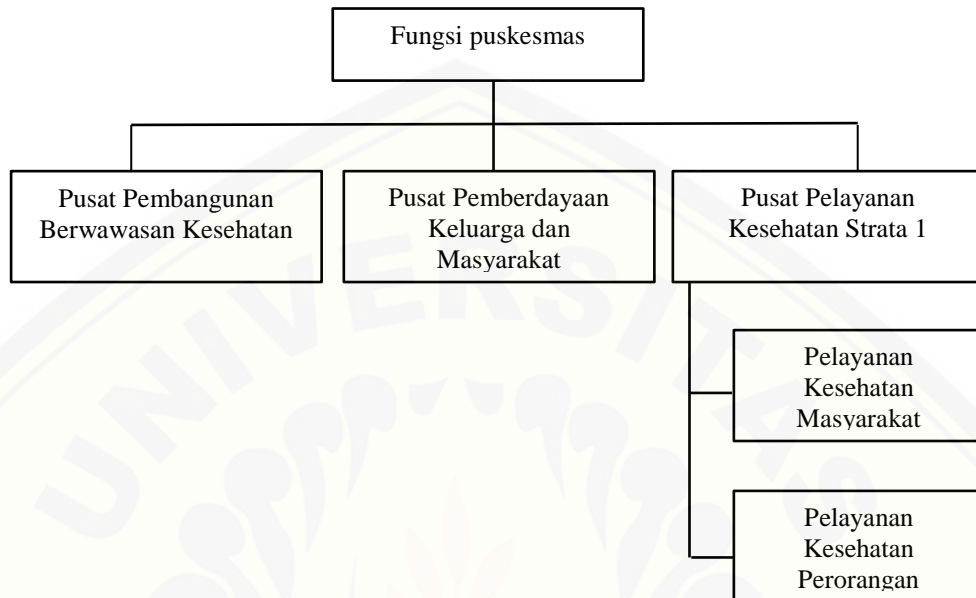 Fungsi puskesmas
Pusat Pembangunan
Berwawasan Kesehatan
Pusat Pemberdayaan
Keluarga dan
Masyarakat
Pusat Pelayanan
Kesehatan Strata 1
Pelayanan
Kesehatan
Masyarakat
Pelayanan
Kesehatan
Perorangan
UNIVERSITAS